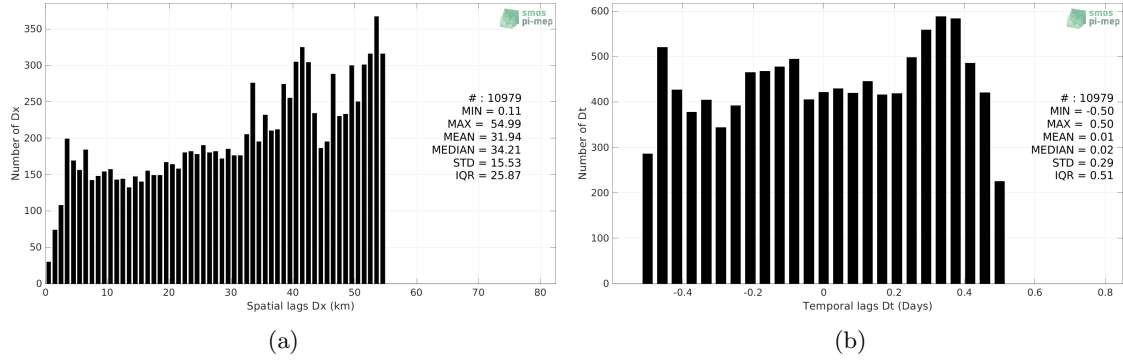 350
300
250
200
150
100
50
0
Number of Dx
0 10 20 30 40 50 60 70 80
Spatial lags Dx (km)
smos
pi-mep
# : 10979
MIN = 0.11
MAX = 54.99
MEAN = 31.94
MEDIAN = 34.21
STD = 15.53
IQR = 25.87
(a)
600
500
400
300
200
100
0
Number of Dt
-0.4 -0.2 0 0.2 0.4 0.6 0.8
Temporal lags Dt (Days)
smos
pi-mep
# : 10979
MIN = -0.50
MAX = 0.50
MEAN = 0.01
MEDIAN = 0.02
STD = 0.29
IQR = 0.51
(b)